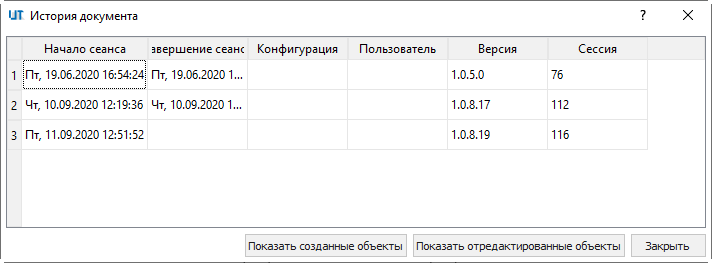 UT История документа ?
Начало сеанса авершение сеанс Конфигурация Пользователь Версия Сессия
1 Пт, 19.06.2020 16:54:24 Пт, 19.06.2020 1... 1.0.5.0 76
2 Чт, 10.09.2020 12:19:36 Чт, 10.09.2020 1... 1.0.8.17 112
3 Пт, 11.09.2020 12:51:52 1.0.8.19 116
Показать созданные объекты Показать отредактированные объекты Закрыть